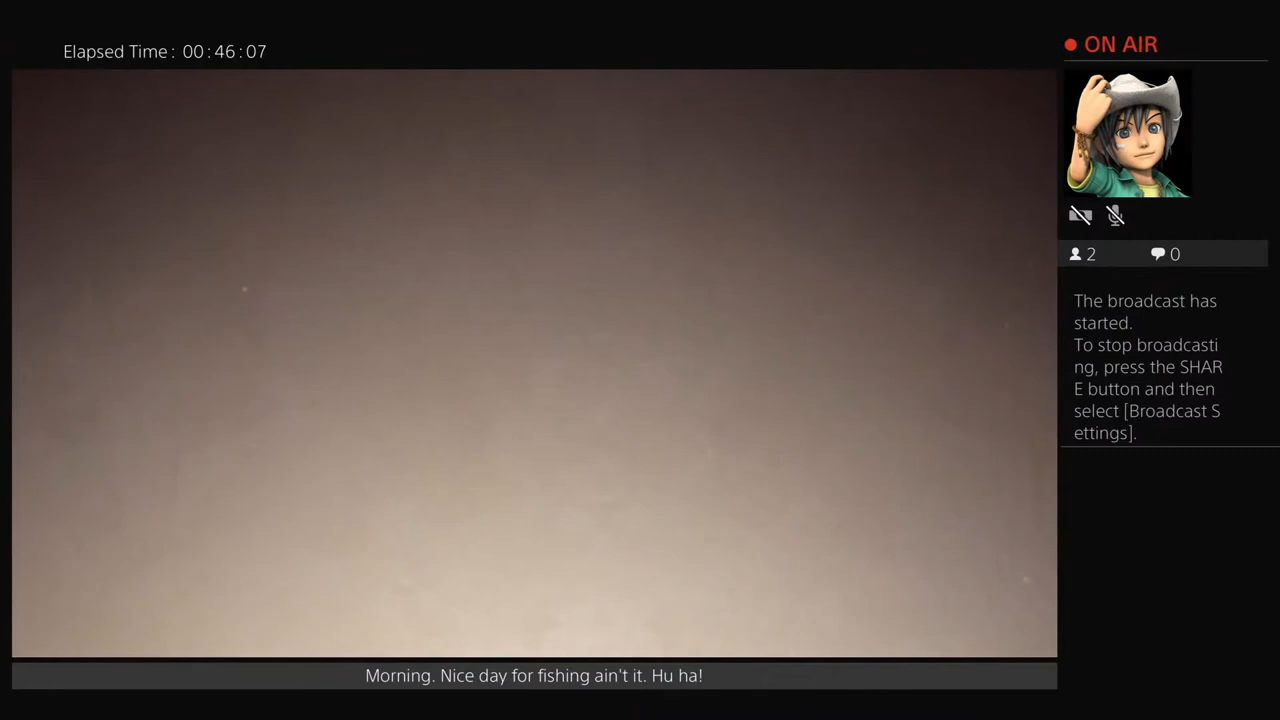 Elapsed Time: 00:46:07
ON AIR
2 0
The broadcast has
started.
To stop broadcasti
ng, press the SHAR
E button and then
select [Broadcast S
ettings].
Morning. Nice day for fishing ain't it. Hu ha!